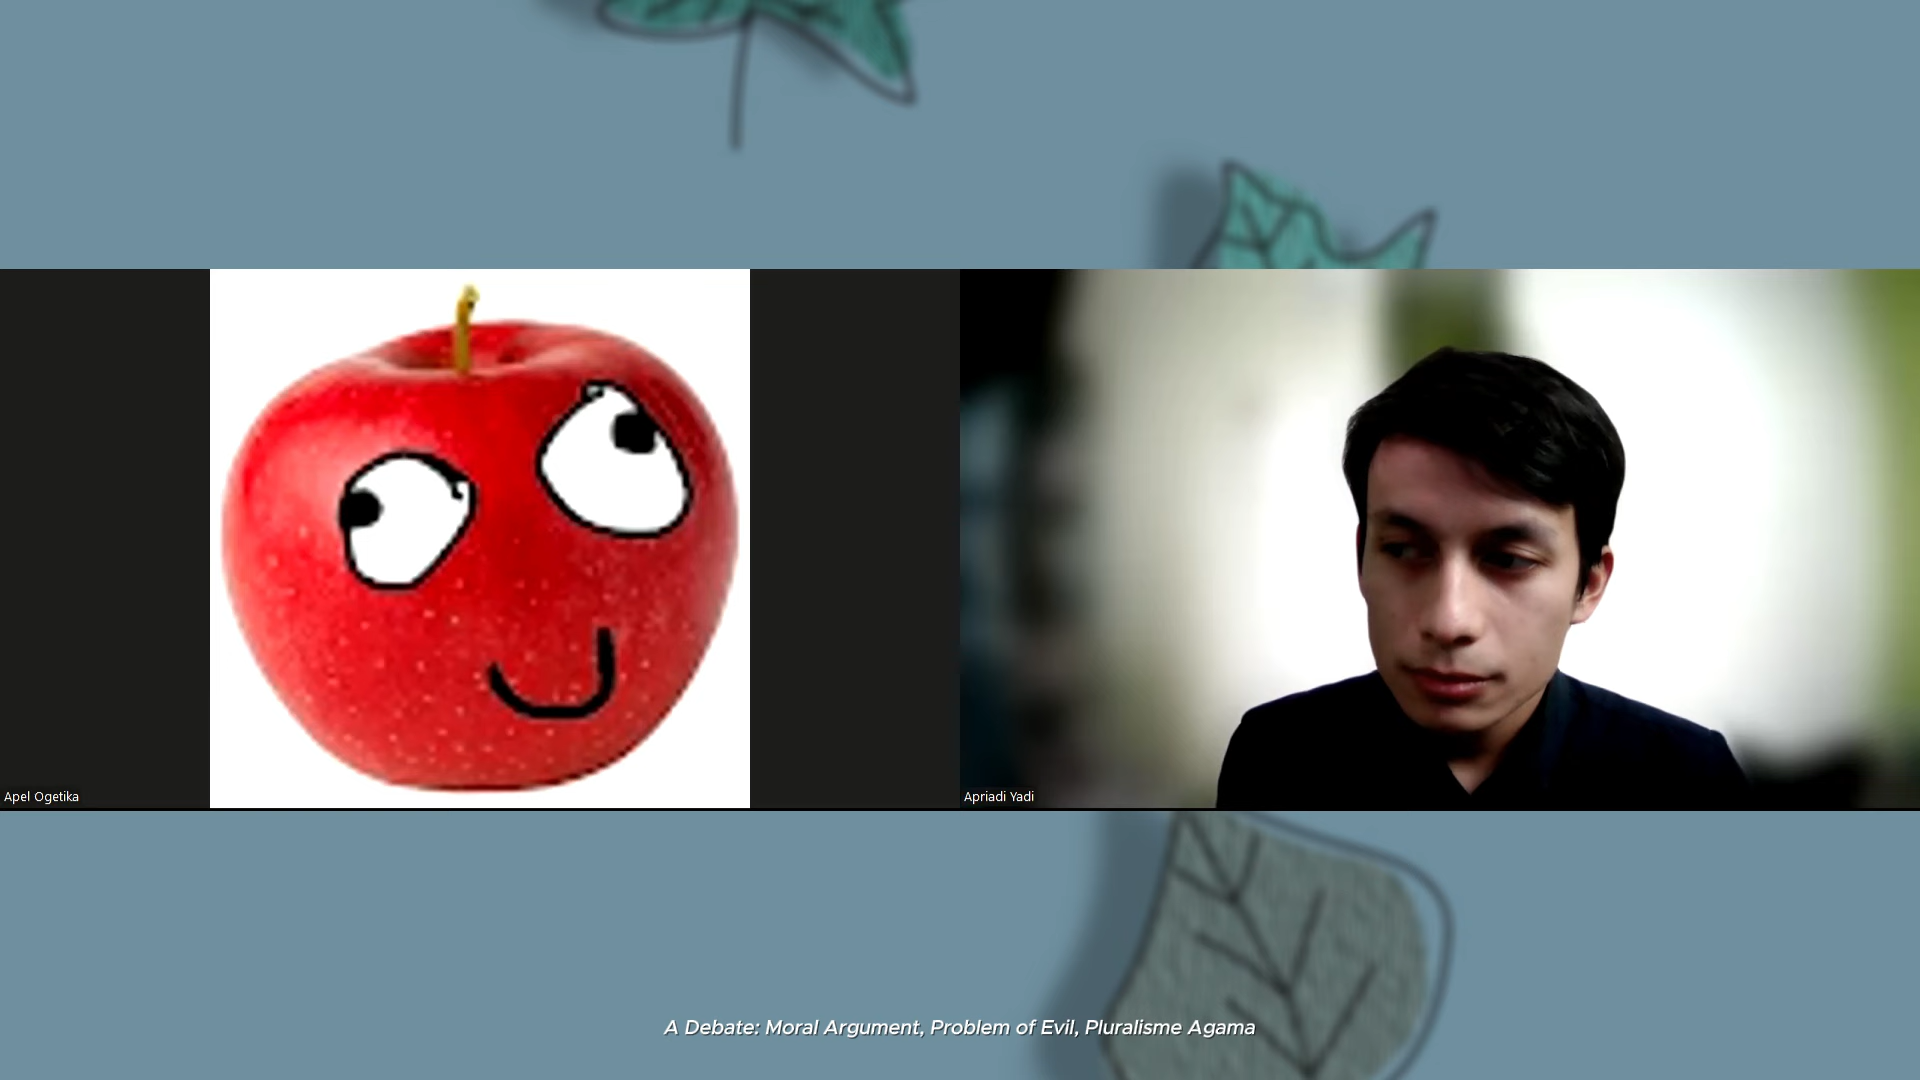 Apel Ogetika
Apriadi Yadi
A Debate: Moral Argument, Problem of Evil, Pluralisme Agama